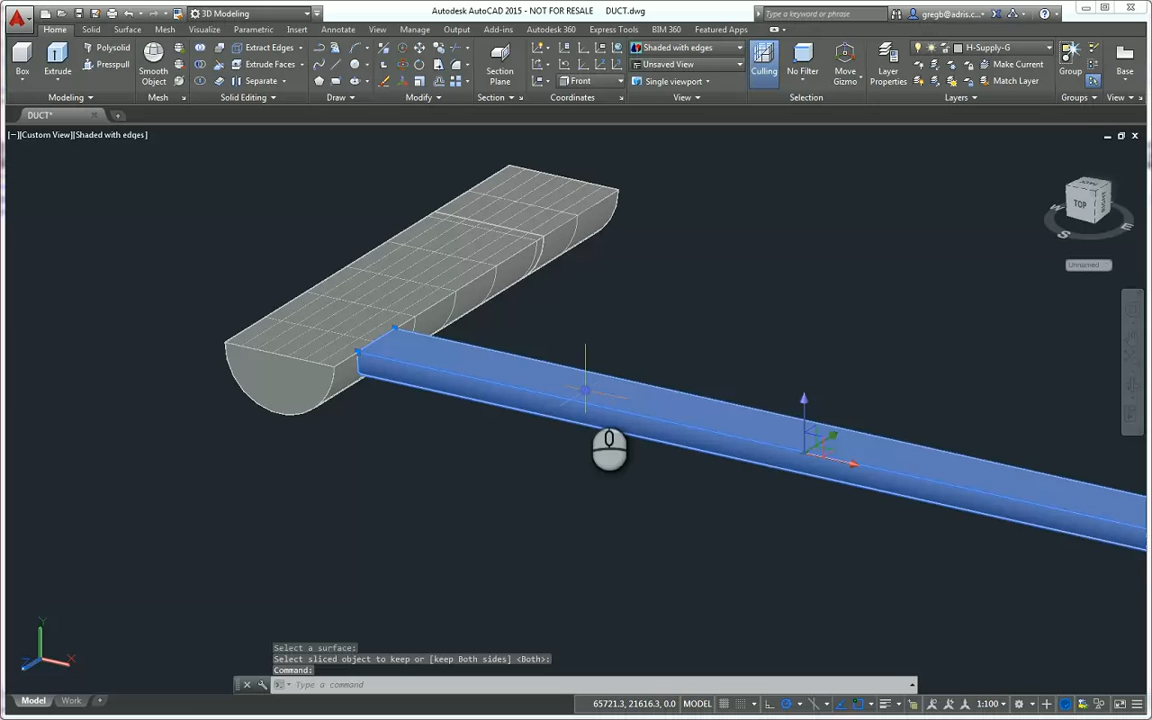 3D Modeling
Autodesk AutoCAD 2015 - NOT FOR RESALE DUCT.dwg
Type a keyword or phrase
gregb@adris.c...
Home Solid Surface Mesh Visualize Parametric Insert Annotate View Manage Output Add-ins Express Tools BIM 360 Autodesk 360 Featured Apps
Box
Extrude
Polysolid
Presspull
Smooth Object
Extract Edges
Extrude Faces
Separate
Section Plane
Shaded with edges
Unsaved View
Front
Single viewport
Culling
No Filter
Move Gizmo
Layer Properties
H-Supply-G
Make Current
Match Layer
Group
Base
Modeling Mesh Solid Editing Draw Modify Section Coordinates View Selection Layers Groups View
DUCT*
[−][Custom View][Shaded with edges]
TOP
S
E
Unnamed
Y
X
Z
Select a surface:
Select sliced object to keep or [keep Both sides] <Both>:
Command:
Type a command
Model Work
65721.3, 21616.3, 0.0 MODEL
1:100